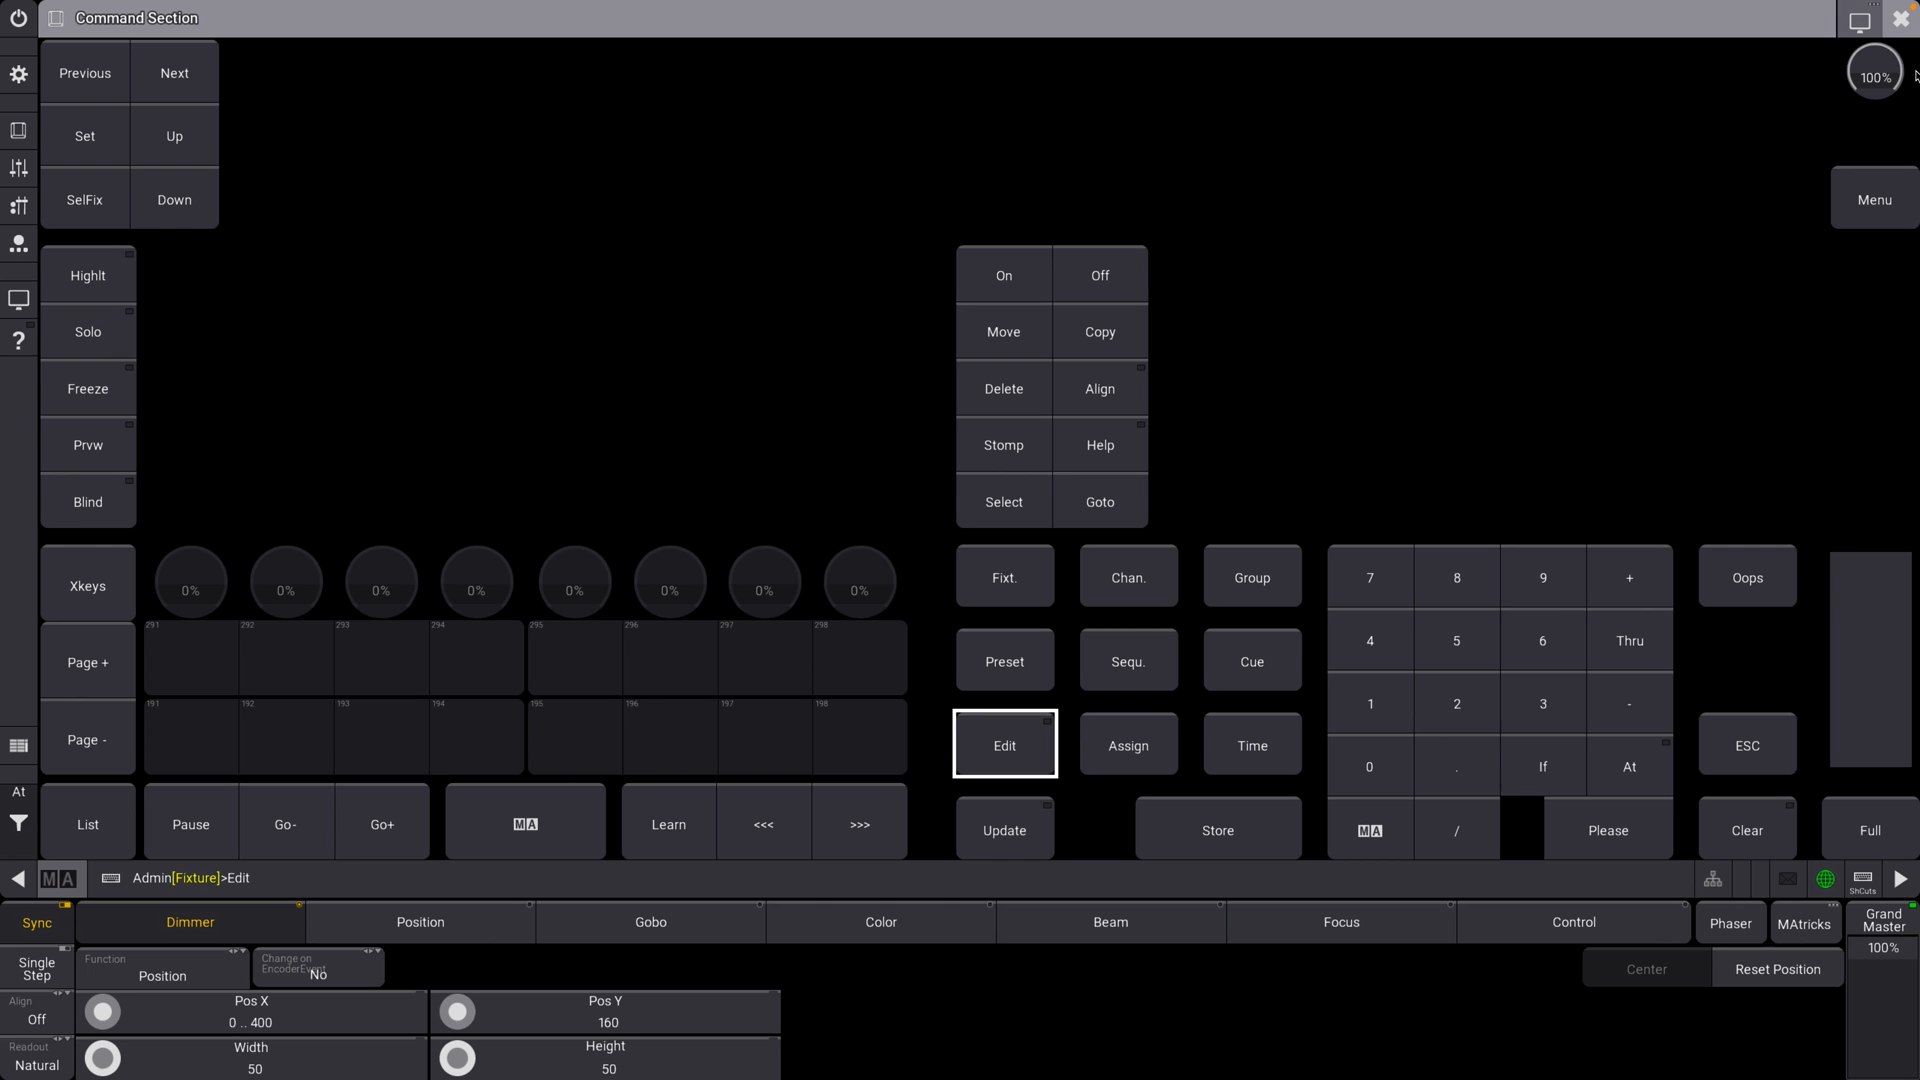 Command Section
Previous Next
100%
Set Up
SelFix Down
Menu
Highlt
On Off
Solo
Move Copy
Freeze
Delete Align
Prvw
Stomp Help
Blind
Select Goto
Xkeys
0% 0% 0% 0% 0% 0% 0% 0%
Fixt. Chan. Group
7 8 9 +
Oops
291 292 293 294 295 296 297 298
Page +
Preset Sequ. Cue
4 5 6 Thru
191 192 193 194 195 196 197 198
Page -
1 2 3 -
Edit Assign Time
ESC
0 . If At
At
List Pause Go- Go+ MA Learn <<< >>>
Update Store
MA / Please
Clear Full
MA Admin[Fixture]>Edit
ShCuts
Sync Dimmer Position Gobo Color Beam Focus Control Phaser MAtricks
Grand
Master
100%
Single
Step
Function
Position
Change on
EncoderEvent
No
Center Reset Position
Align
Off
Pos X
0 .. 400
Pos Y
160
Readout
Natural
Width
50
Height
50